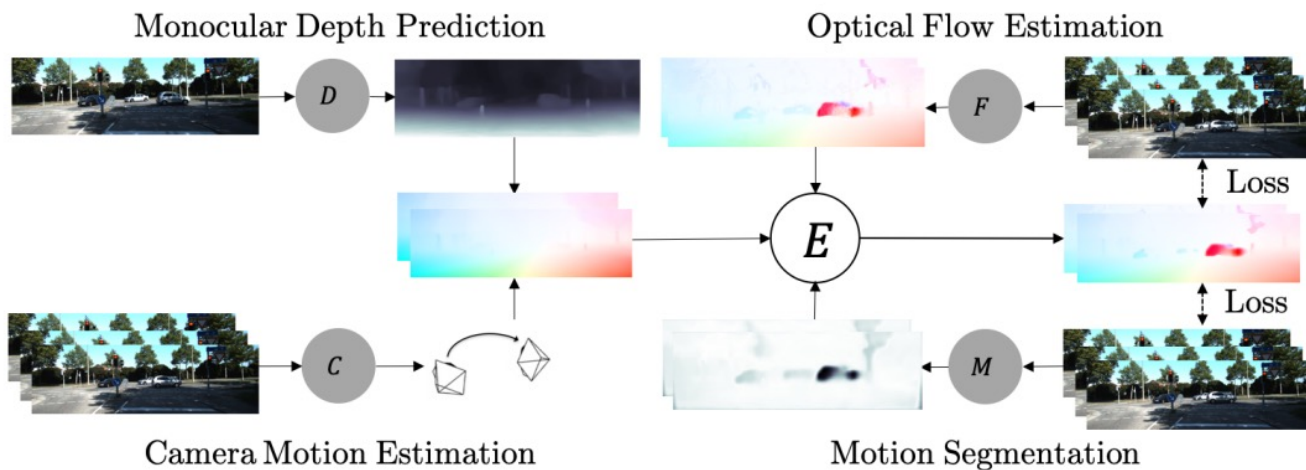 Monocular Depth Prediction
Optical Flow Estimation
D
F
Loss
E
Loss
C
M
Camera Motion Estimation
Motion Segmentation